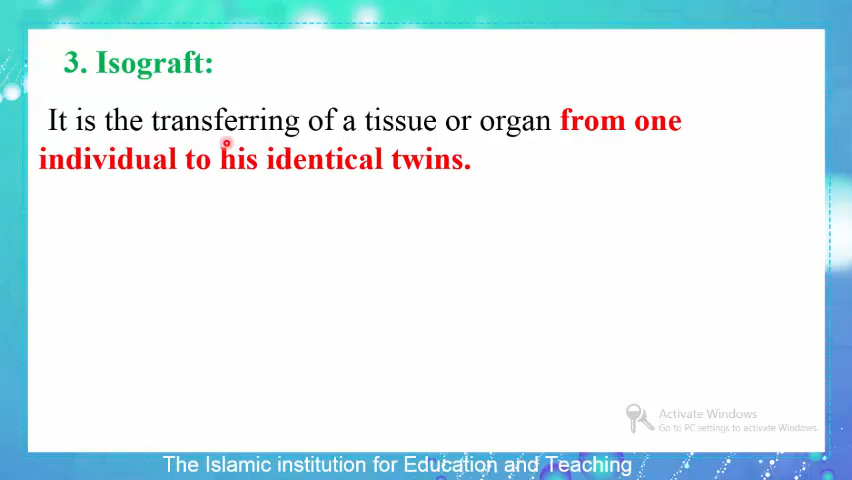 3. Isograft:
It is the transferring of a tissue or organ from one
individual to his identical twins.
Activate Windows
Go to PC settings to activate Windows.
The Islamic institution for Education and Teaching